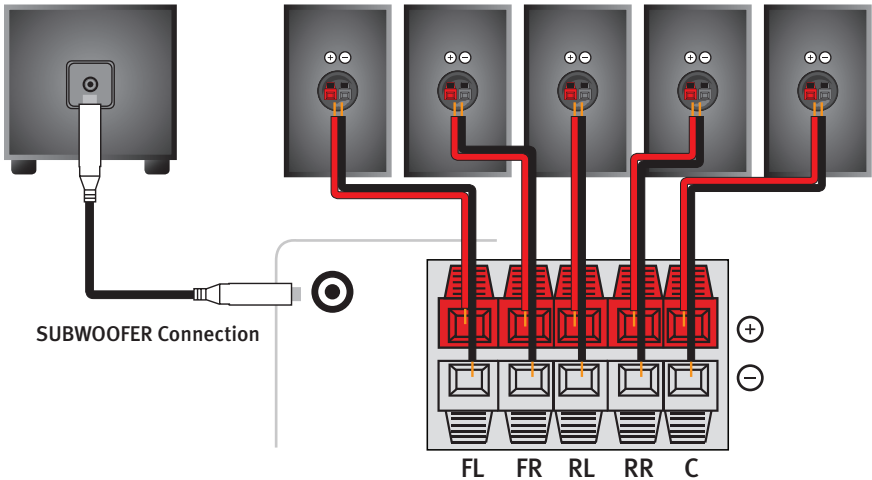 ⊕⊖ ⊕⊖ ⊕⊖ ⊕⊖ ⊕⊖
SUBWOOFER Connection
⊕
⊖
FL FR RL RR C